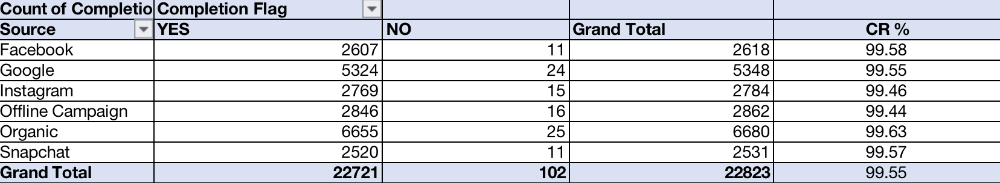 Count of Completio Completion Flag
Source YES NO Grand Total CR %
Facebook 2607 11 2618 99.58
Google 5324 24 5348 99.55
Instagram 2769 15 2784 99.46
Offline Campaign 2846 16 2862 99.44
Organic 6655 25 6680 99.63
Snapchat 2520 11 2531 99.57
Grand Total 22721 102 22823 99.55